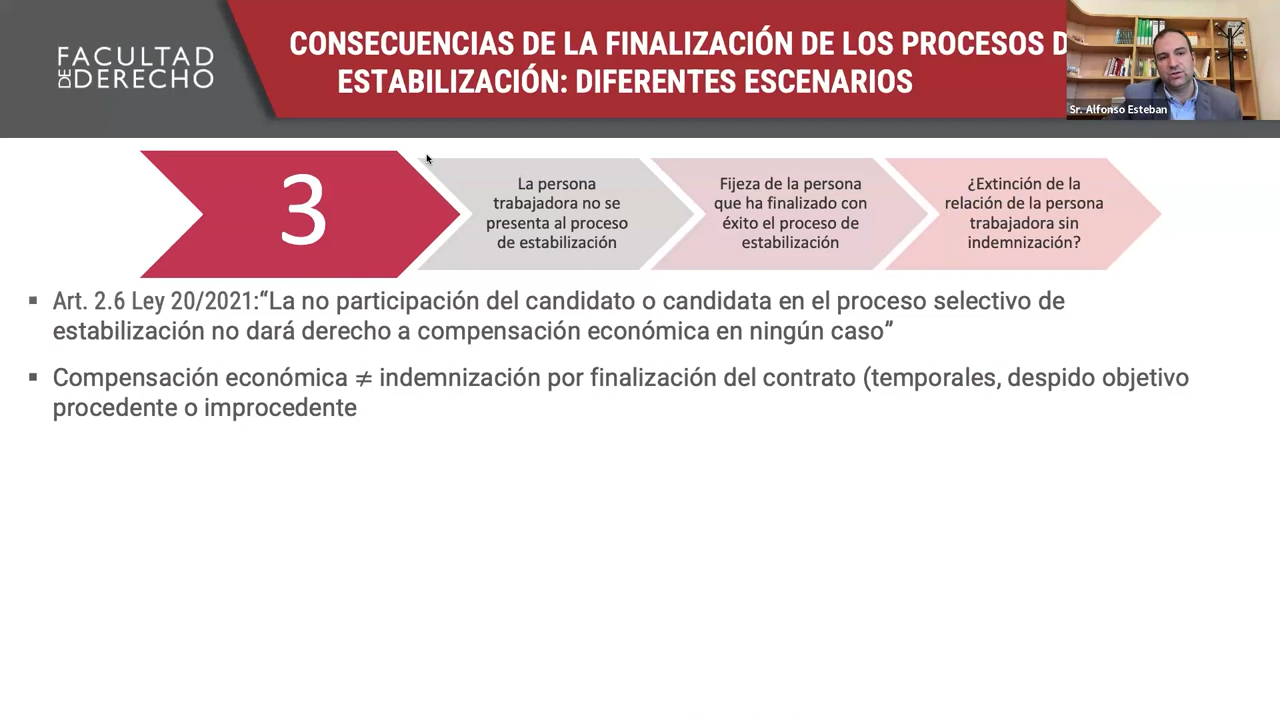 FACULTAD
DE DERECHO
CONSECUENCIAS DE LA FINALIZACIÓN DE LOS PROCESOS D
ESTABILIZACIÓN: DIFERENTES ESCENARIOS
Sr. Alfonso Esteban
3
La persona
trabajadora no se
presenta al proceso
de estabilización
Fijeza de la persona
que ha finalizado con
éxito el proceso de
estabilización
¿Extinción de la
relación de la persona
trabajadora sin
indemnización?
▪ Art. 2.6 Ley 20/2021:“La no participación del candidato o candidata en el proceso selectivo de
estabilización no dará derecho a compensación económica en ningún caso”
▪ Compensación económica ≠ indemnización por finalización del contrato (temporales, despido objetivo
procedente o improcedente